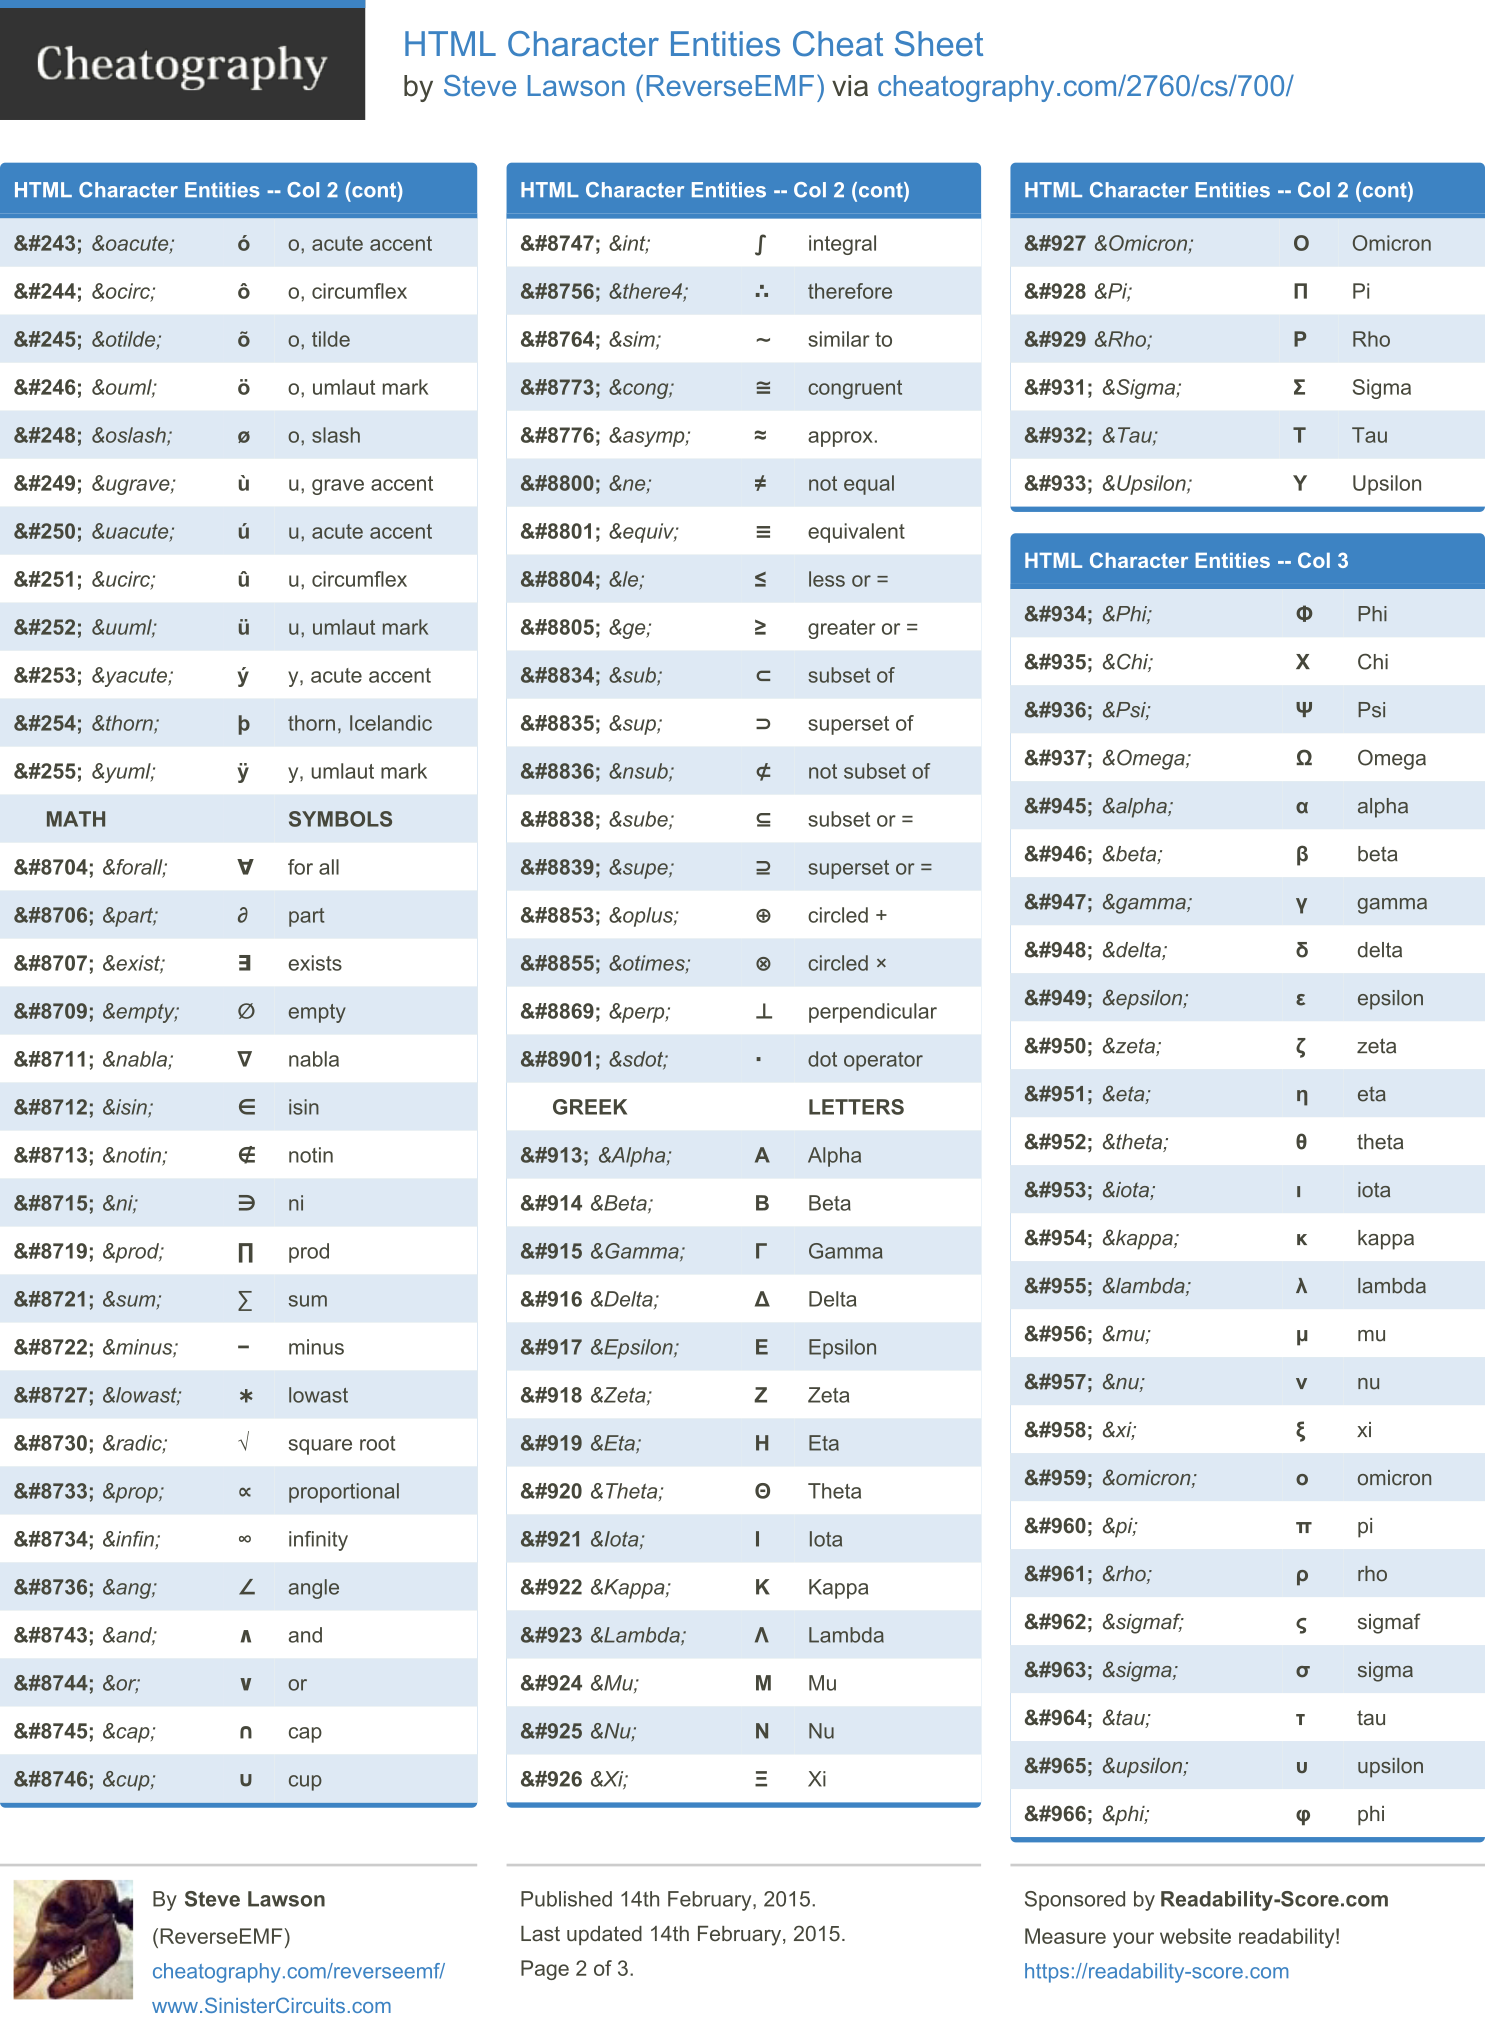 Cheatography
HTML Character Entities Cheat Sheet
by Steve Lawson (ReverseEMF) via cheatography.com/2760/cs/700/
HTML Character Entities -- Col 2 (cont)
&#243; &oacute; ó o, acute accent
&#244; &ocirc; ô o, circumflex
&#245; &otilde; õ o, tilde
&#246; &ouml; ö o, umlaut mark
&#248; &oslash; ø o, slash
&#249; &ugrave; ù u, grave accent
&#250; &uacute; ú u, acute accent
&#251; &ucirc; û u, circumflex
&#252; &uuml; ü u, umlaut mark
&#253; &yacute; ý y, acute accent
&#254; &thorn; þ thorn, Icelandic
&#255; &yuml; ÿ y, umlaut mark
MATH SYMBOLS
&#8704; &forall; ∀ for all
&#8706; &part; ∂ part
&#8707; &exist; ∃ exists
&#8709; &empty; ∅ empty
&#8711; &nabla; ∇ nabla
&#8712; &isin; ∈ isin
&#8713; &notin; ∉ notin
&#8715; &ni; ∋ ni
&#8719; &prod; ∏ prod
&#8721; &sum; ∑ sum
&#8722; &minus; − minus
&#8727; &lowast; ∗ lowast
&#8730; &radic; √ square root
&#8733; &prop; ∝ proportional
&#8734; &infin; ∞ infinity
&#8736; &ang; ∠ angle
&#8743; &and; ∧ and
&#8744; &or; ∨ or
&#8745; &cap; ∩ cap
&#8746; &cup; ∪ cup
HTML Character Entities -- Col 2 (cont)
&#8747; &int; ∫ integral
&#8756; &there4; ∴ therefore
&#8764; &sim; ∼ similar to
&#8773; &cong; ≅ congruent
&#8776; &asymp; ≈ approx.
&#8800; &ne; ≠ not equal
&#8801; &equiv; ≡ equivalent
&#8804; &le; ≤ less or =
&#8805; &ge; ≥ greater or =
&#8834; &sub; ⊂ subset of
&#8835; &sup; ⊃ superset of
&#8836; &nsub; ⊄ not subset of
&#8838; &sube; ⊆ subset or =
&#8839; &supe; ⊇ superset or =
&#8853; &oplus; ⊕ circled +
&#8855; &otimes; ⊗ circled ×
&#8869; &perp; ⊥ perpendicular
&#8901; &sdot; ⋅ dot operator
GREEK LETTERS
&#913; &Alpha; Α Alpha
&#914 &Beta; Β Beta
&#915 &Gamma; Γ Gamma
&#916 &Delta; Δ Delta
&#917 &Epsilon; Ε Epsilon
&#918 &Zeta; Ζ Zeta
&#919 &Eta; Η Eta
&#920 &Theta; Θ Theta
&#921 &Iota; Ι Iota
&#922 &Kappa; Κ Kappa
&#923 &Lambda; Λ Lambda
&#924 &Mu; Μ Mu
&#925 &Nu; Ν Nu
&#926 &Xi; Ξ Xi
HTML Character Entities -- Col 2 (cont)
&#927 &Omicron; Ο Omicron
&#928 &Pi; Π Pi
&#929 &Rho; Ρ Rho
&#931; &Sigma; Σ Sigma
&#932; &Tau; Τ Tau
&#933; &Upsilon; Υ Upsilon
HTML Character Entities -- Col 3
&#934; &Phi; Φ Phi
&#935; &Chi; Χ Chi
&#936; &Psi; Ψ Psi
&#937; &Omega; Ω Omega
&#945; &alpha; α alpha
&#946; &beta; β beta
&#947; &gamma; γ gamma
&#948; &delta; δ delta
&#949; &epsilon; ε epsilon
&#950; &zeta; ζ zeta
&#951; &eta; η eta
&#952; &theta; θ theta
&#953; &iota; ι iota
&#954; &kappa; κ kappa
&#955; &lambda; λ lambda
&#956; &mu; μ mu
&#957; &nu; ν nu
&#958; &xi; ξ xi
&#959; &omicron; ο omicron
&#960; &pi; π pi
&#961; &rho; ρ rho
&#962; &sigmaf; ς sigmaf
&#963; &sigma; σ sigma
&#964; &tau; τ tau
&#965; &upsilon; υ upsilon
&#966; &phi; φ phi
By Steve Lawson
(ReverseEMF)
cheatography.com/reverseemf/
www.SinisterCircuits.com
Published 14th February, 2015.
Last updated 14th February, 2015.
Page 2 of 3.
Sponsored by Readability-Score.com
Measure your website readability!
https://readability-score.com